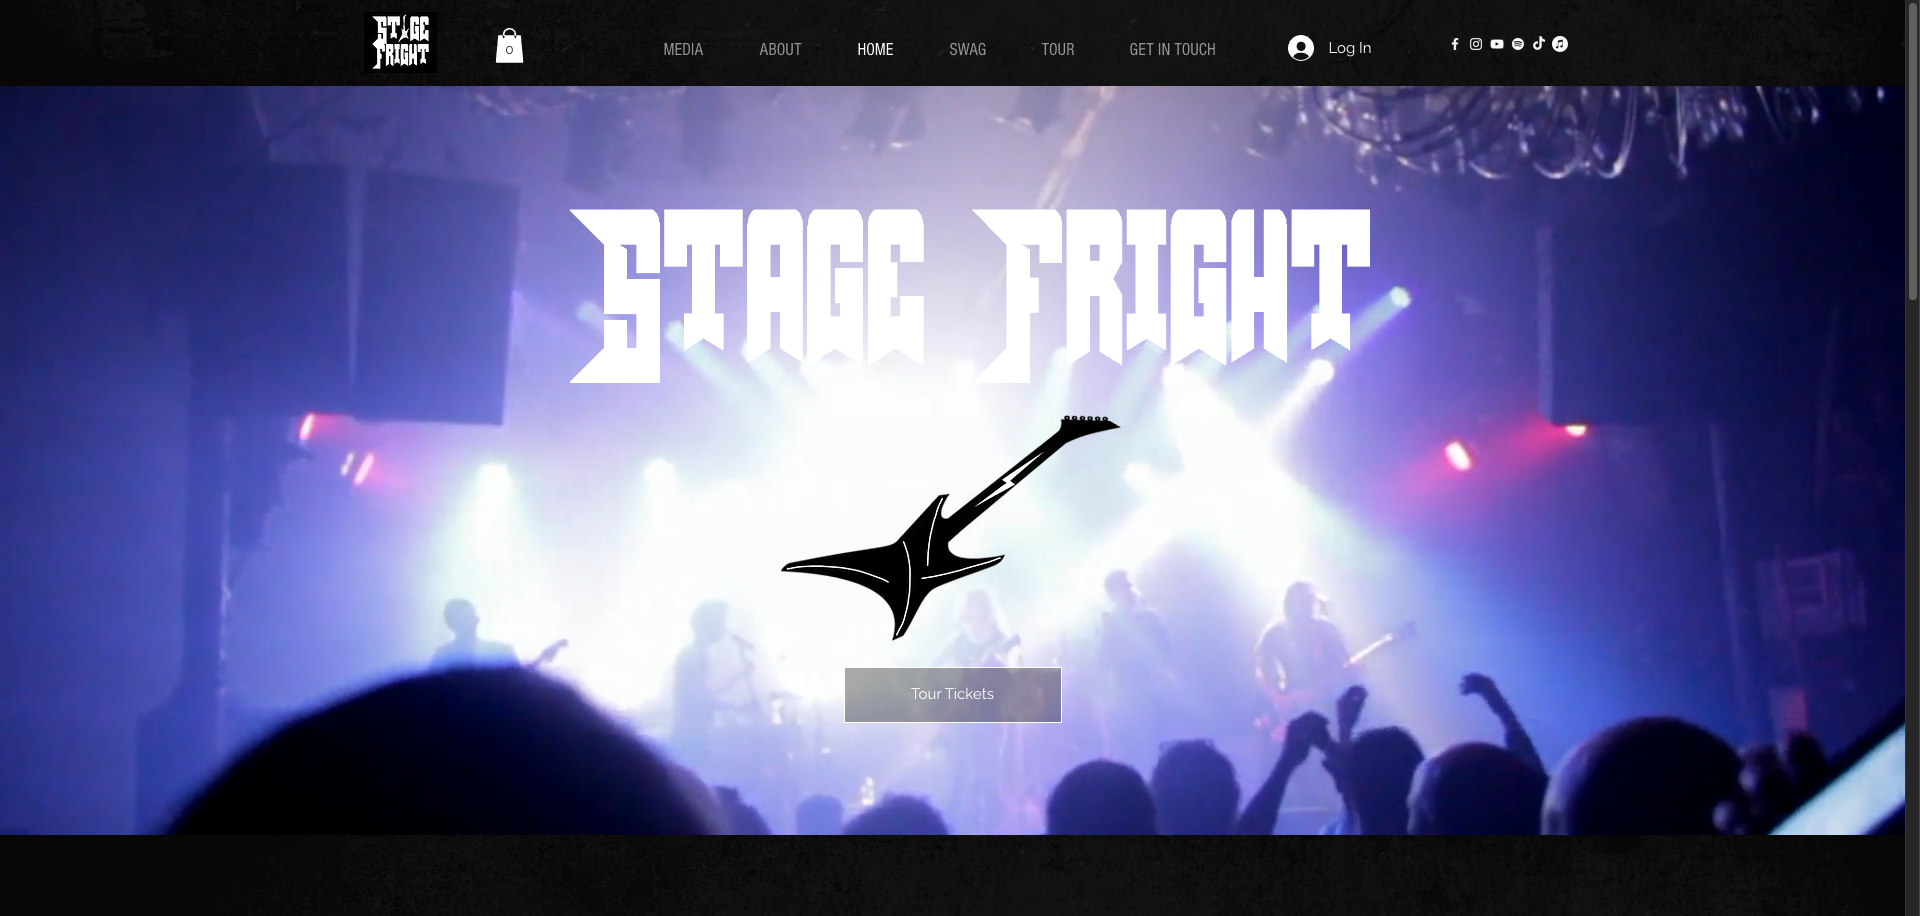 STAGE
FRIGHT
0
MEDIA
ABOUT
HOME
SWAG
TOUR
GET IN TOUCH
Log In
STAGE FRIGHT
Tour Tickets